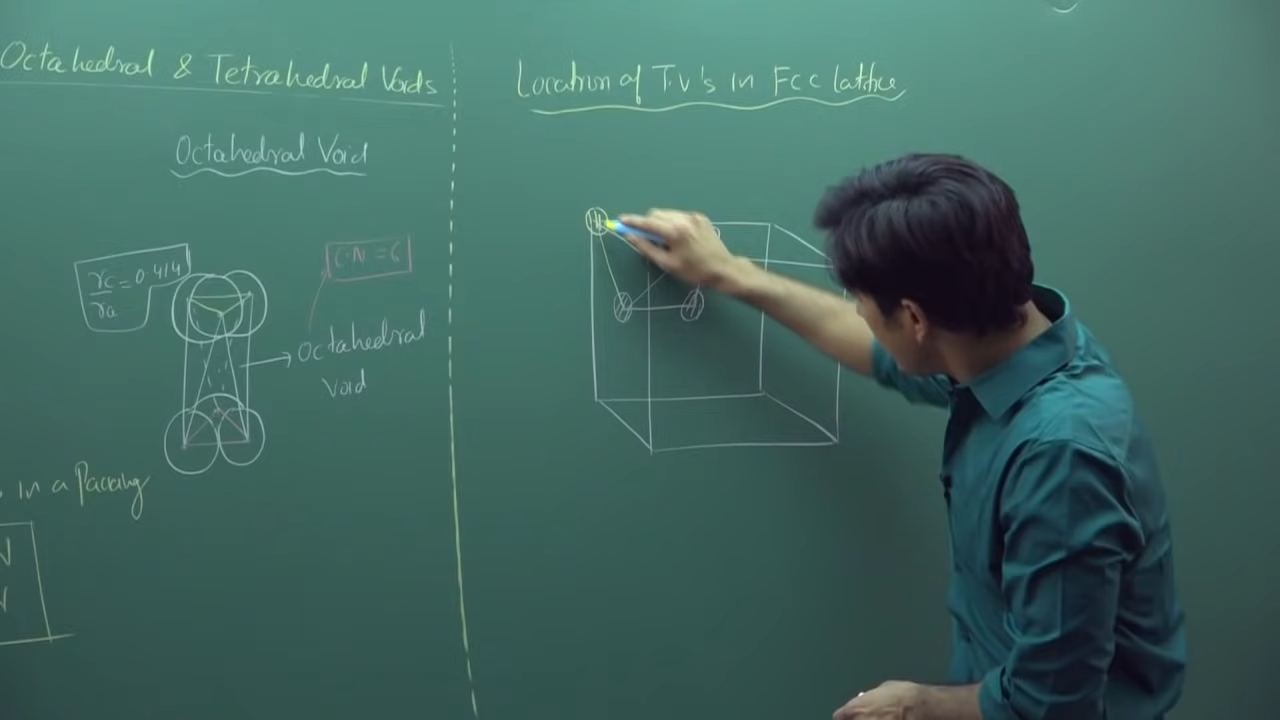 Octahedral & Tetrahedral Voids
Octahedral Void
rc/ra = 0.414
C.N = 6
Octahedral
Void
in a Packing
Location of T.V's in Fcc lattice